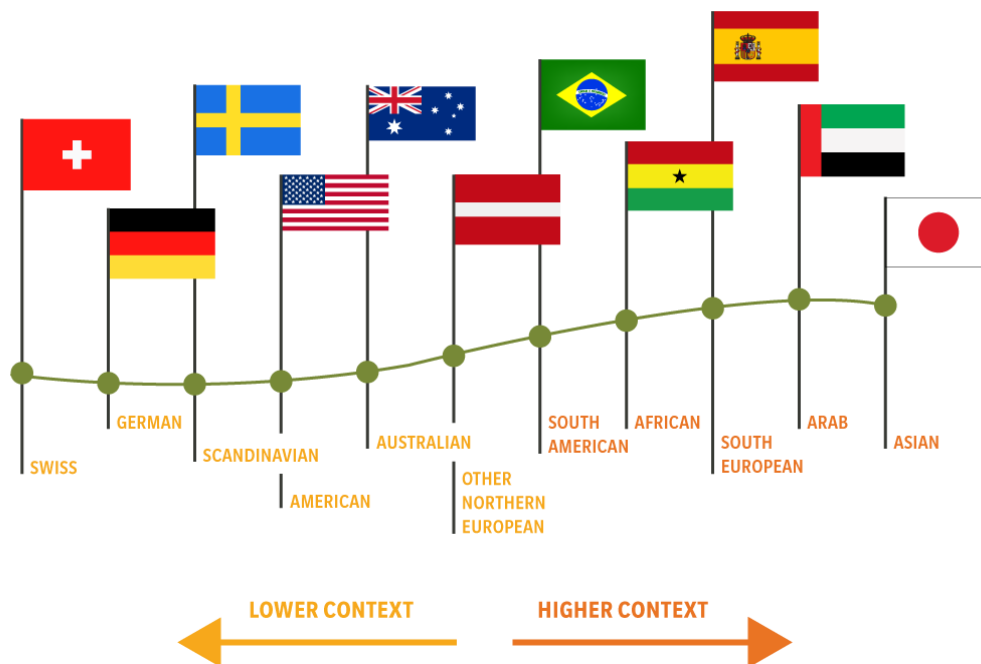 SWISS
GERMAN
SCANDINAVIAN
AMERICAN
AUSTRALIAN
OTHER
NORTHERN
EUROPEAN
SOUTH
AMERICAN
AFRICAN
SOUTH
EUROPEAN
ARAB
ASIAN
LOWER CONTEXT
HIGHER CONTEXT